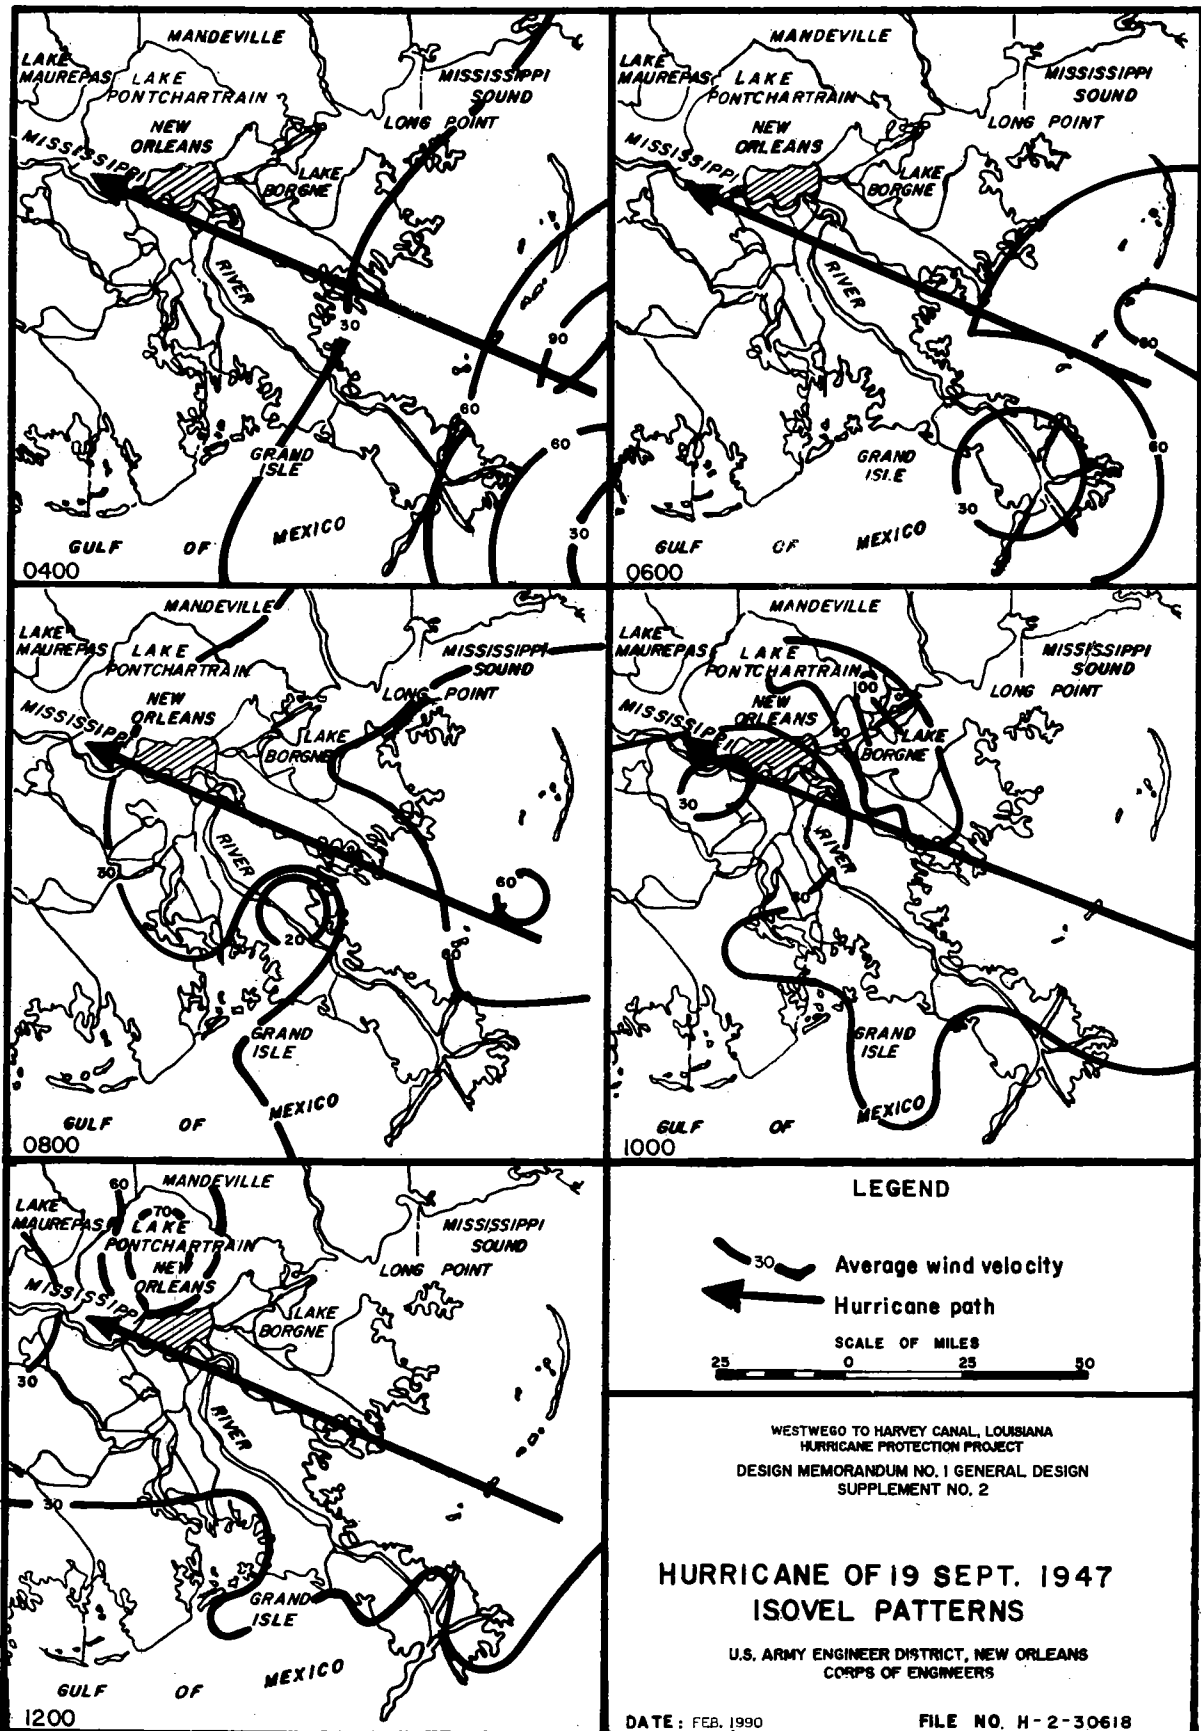 MANDEVILLE
LAKE
MAUREPAS
LAKE
PONTCHARTRAIN
MISSISSIPPI
SOUND
NEW
ORLEANS
LONG POINT
MISSISSIPPI
LAKE
BORGNE
RIVER
30
90
60
60
GRAND
ISLE
30
MEXICO
GULF OF
0400
MANDEVILLE
LAKE
MAUREPAS
LAKE
PONTCHARTRAIN
MISSISSIPPI
SOUND
NEW
ORLEANS
LONG POINT
MISSISSIPPI
LAKE
BORGNE
RIVER
60
60
GRAND
ISLE
30
MEXICO
GULF OF
0600
MANDEVILLE
LAKE
MAUREPAS
LAKE
PONTCHARTRAIN
MISSISSIPPI
SOUND
NEW
ORLEANS
LONG POINT
MISSISSIPPI
LAKE
BORGNE
RIVER
30
60
20
60
GRAND
ISLE
MEXICO
GULF OF
0800
MANDEVILLE
LAKE
MAUREPAS
LAKE
PONTCHARTRAIN
MISSISSIPPI
SOUND
100
NEW
ORLEANS
LONG POINT
MISSISSIPPI
LAKE
BORGNE
30
RIVER
GRAND
ISLE
MEXICO
GULF OF
1000
60
MANDEVILLE
LAKE
MAUREPAS
70
LAKE
PONTCHARTRAIN
MISSISSIPPI
SOUND
NEW
ORLEANS
LONG POINT
MISSISSIPPI
LAKE
BORGNE
30
RIVER
30
GRAND
ISLE
MEXICO
GULF OF
1200
LEGEND
30 Average wind velocity
Hurricane path
SCALE OF MILES
25 0 25 50
WESTWEGO TO HARVEY CANAL, LOUISIANA
HURRICANE PROTECTION PROJECT
DESIGN MEMORANDUM NO. 1 GENERAL DESIGN
SUPPLEMENT NO. 2
HURRICANE OF 19 SEPT. 1947
ISOVEL PATTERNS
U.S. ARMY ENGINEER DISTRICT, NEW ORLEANS
CORPS OF ENGINEERS
DATE: FEB. 1990 FILE NO. H-2-30618